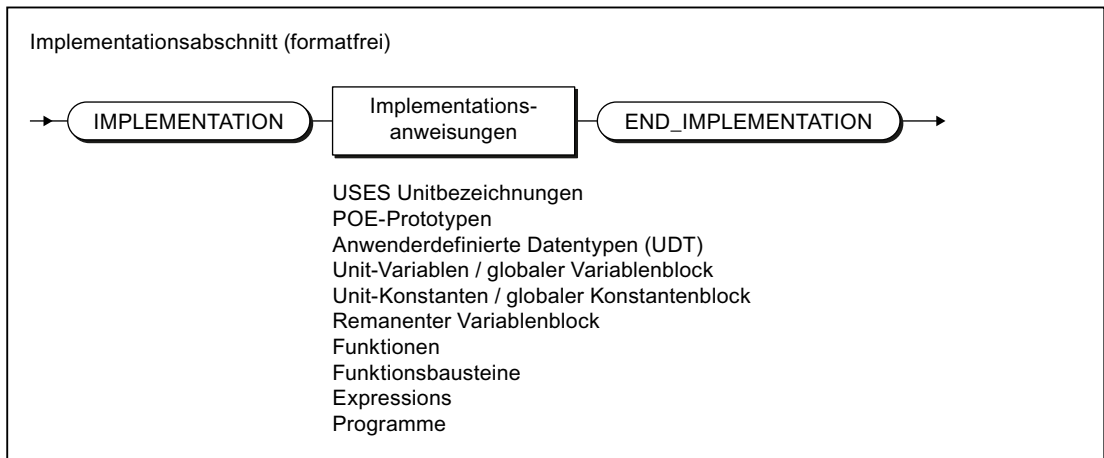 Implementationsabschnitt (formatfrei)
IMPLEMENTATION
Implementations-
anweisungen
END_IMPLEMENTATION
USES Unitbezeichnungen
POE-Prototypen
Anwenderdefinierte Datentypen (UDT)
Unit-Variablen / globaler Variablenblock
Unit-Konstanten / globaler Konstantenblock
Remanenter Variablenblock
Funktionen
Funktionsbausteine
Expressions
Programme